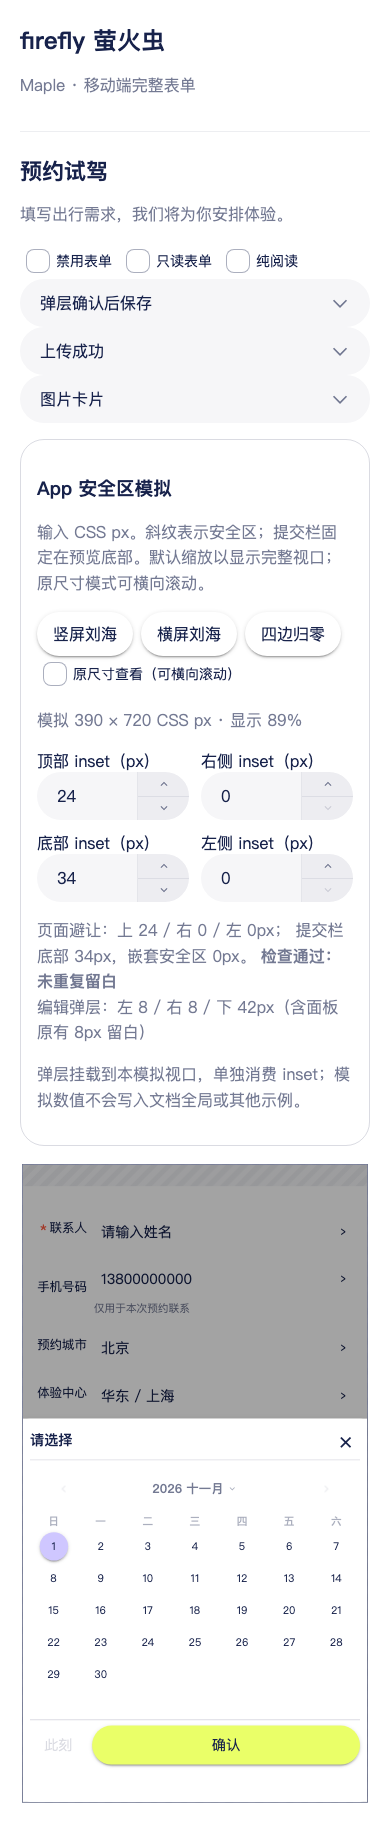 firefly 萤火虫
Maple · 移动端完整表单
预约试驾
填写出行需求，我们将为你安排体验。
禁用表单 只读表单 纯阅读
弹层确认后保存
上传成功
图片卡片
App 安全区模拟
输入 CSS px。斜纹表示安全区；提交栏固
定在预览底部。默认缩放以显示完整视口；
原尺寸模式可横向滚动。
竖屏刘海 横屏刘海 四边归零
原尺寸查看（可横向滚动）
模拟 390 × 720 CSS px · 显示 89%
顶部 inset（px） 右侧 inset（px）
24 0
底部 inset（px） 左侧 inset（px）
34 0
页面避让：上 24 / 右 0 / 左 0px； 提交栏
底部 34px，嵌套安全区 0px。 检查通过：
未重复留白
编辑弹层：左 8 / 右 8 / 下 42px（含面板
原有 8px 留白）
弹层挂载到本模拟视口，单独消费 inset；模
拟数值不会写入文档全局或其他示例。
* 联系人 请输入姓名
手机号码 13800000000
仅用于本次预约联系
预约城市 北京
体验中心 华东 / 上海
请选择
2026 十一月
日 一 二 三 四 五 六
1 2 3 4 5 6 7
8 9 10 11 12 13 14
15 16 17 18 19 20 21
22 23 24 25 26 27 28
29 30
此刻 确认